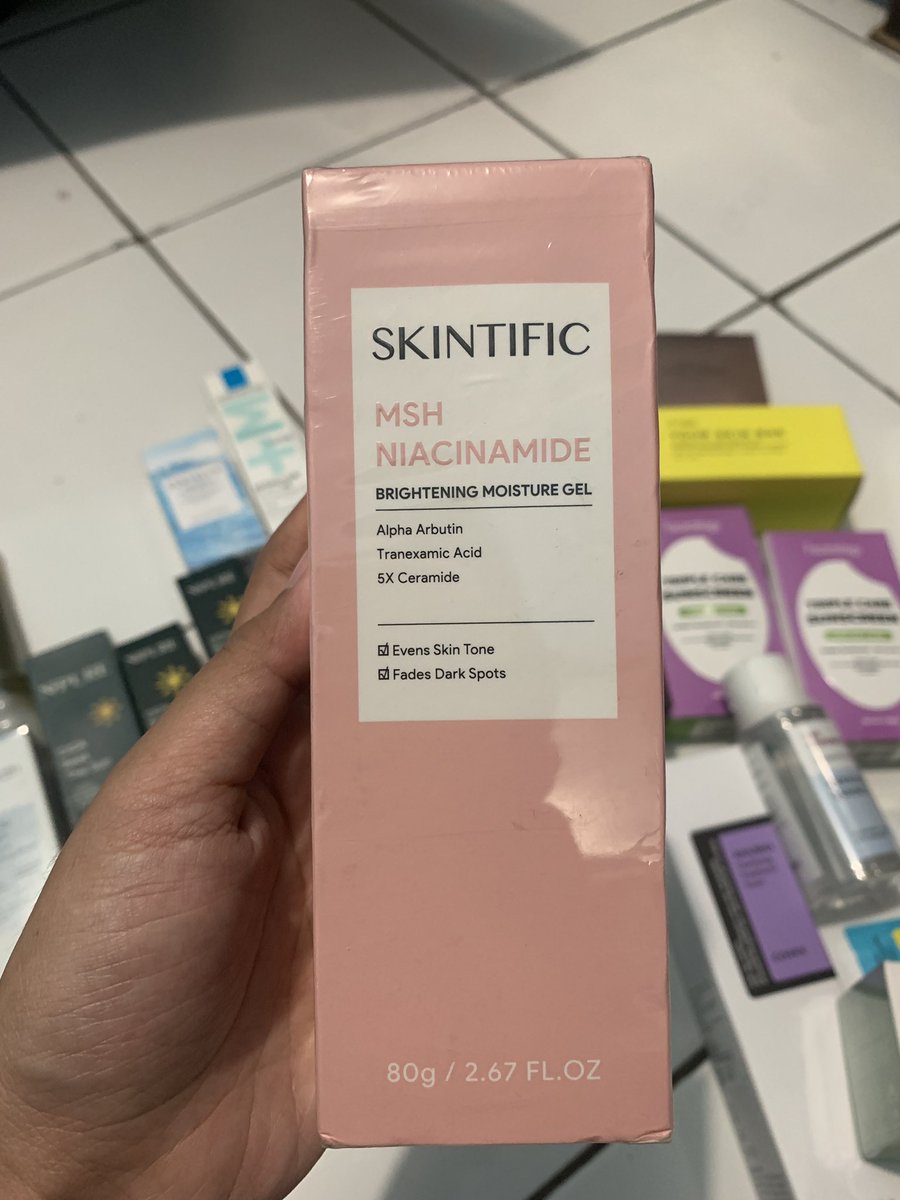 SKINTIFIC
MSH
NIACINAMIDE
BRIGHTENING MOISTURE GEL
Alpha Arbutin
Tranexamic Acid
5X Ceramide
☑ Evens Skin Tone
☑ Fades Dark Spots
80g / 2.67 FL.OZ